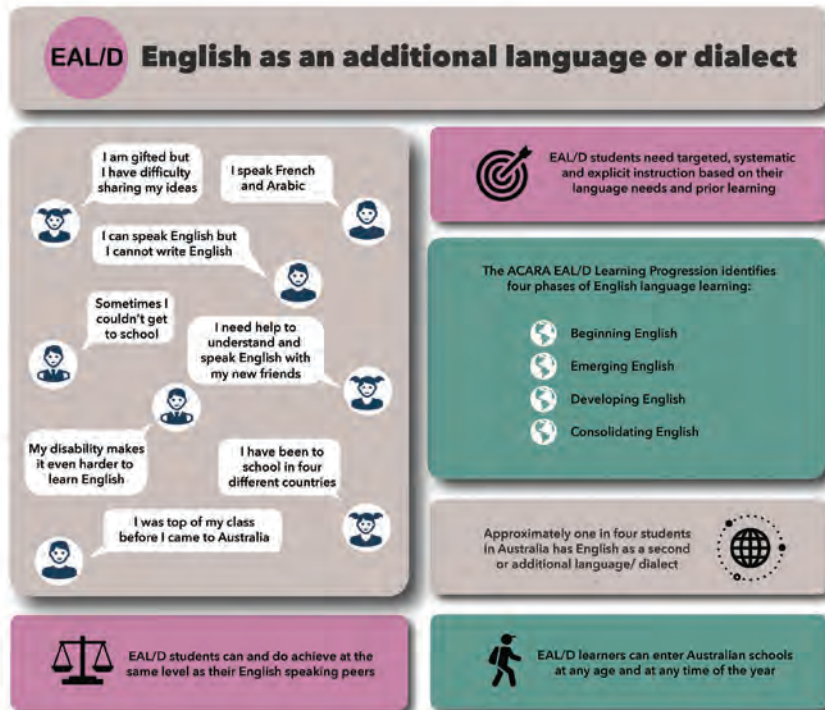 EAL/D English as an additional language or dialect
I am gifted but
I have difficulty
sharing my ideas
I speak French
and Arabic
I can speak English but
I cannot write English
Sometimes I
couldn't get
to school
I need help to
understand and
speak English with
my new friends
My disability makes
it even harder to
learn English
I have been to
school in four
different countries
I was top of my class
before I came to Australia
EAL/D students need targeted, systematic
and explicit instruction based on their
language needs and prior learning
The ACARA EAL/D Learning Progression identifies
four phases of English language learning:
Beginning English
Emerging English
Developing English
Consolidating English
Approximately one in four students
in Australia has English as a second
or additional language/ dialect
EAL/D students can and do achieve at the
same level as their English speaking peers
EAL/D learners can enter Australian schools
at any age and at any time of the year